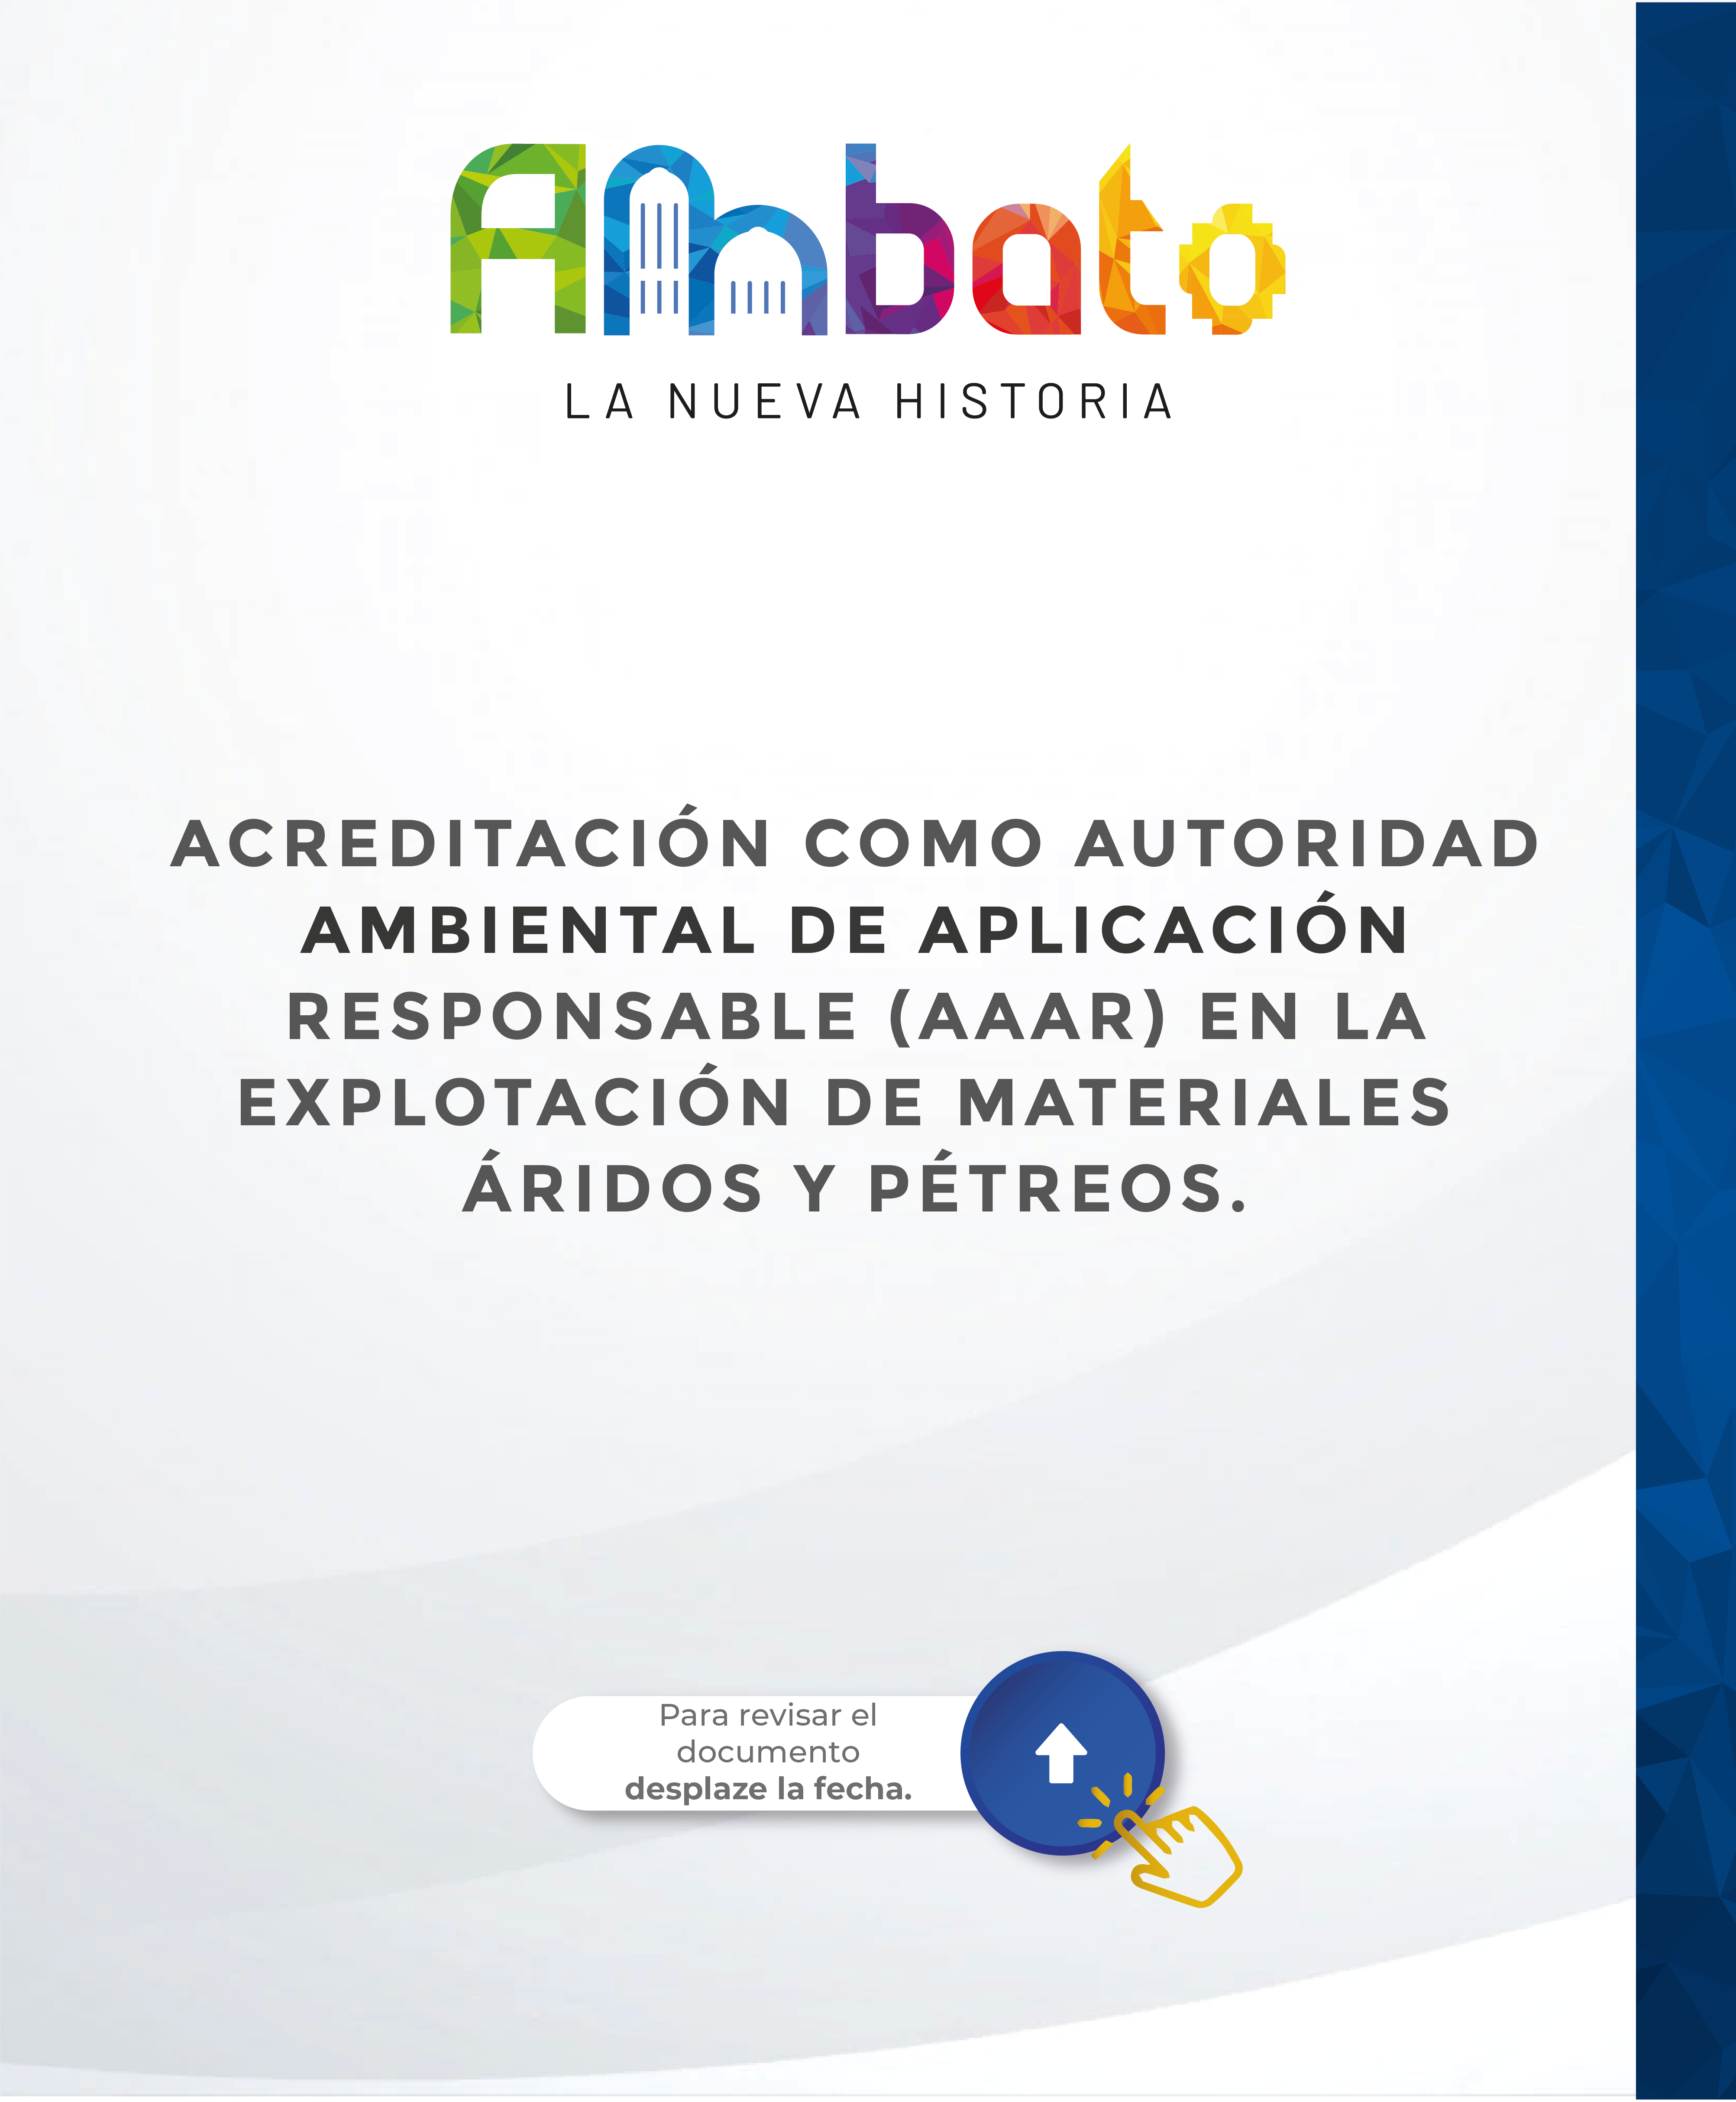 Ambato
LA NUEVA HISTORIA
ACREDITACIÓN COMO AUTORIDAD
AMBIENTAL DE APLICACIÓN
RESPONSABLE (AAAR) EN LA
EXPLOTACIÓN DE MATERIALES
ÁRIDOS Y PÉTREOS.
Para revisar el
documento
desplaze la fecha.